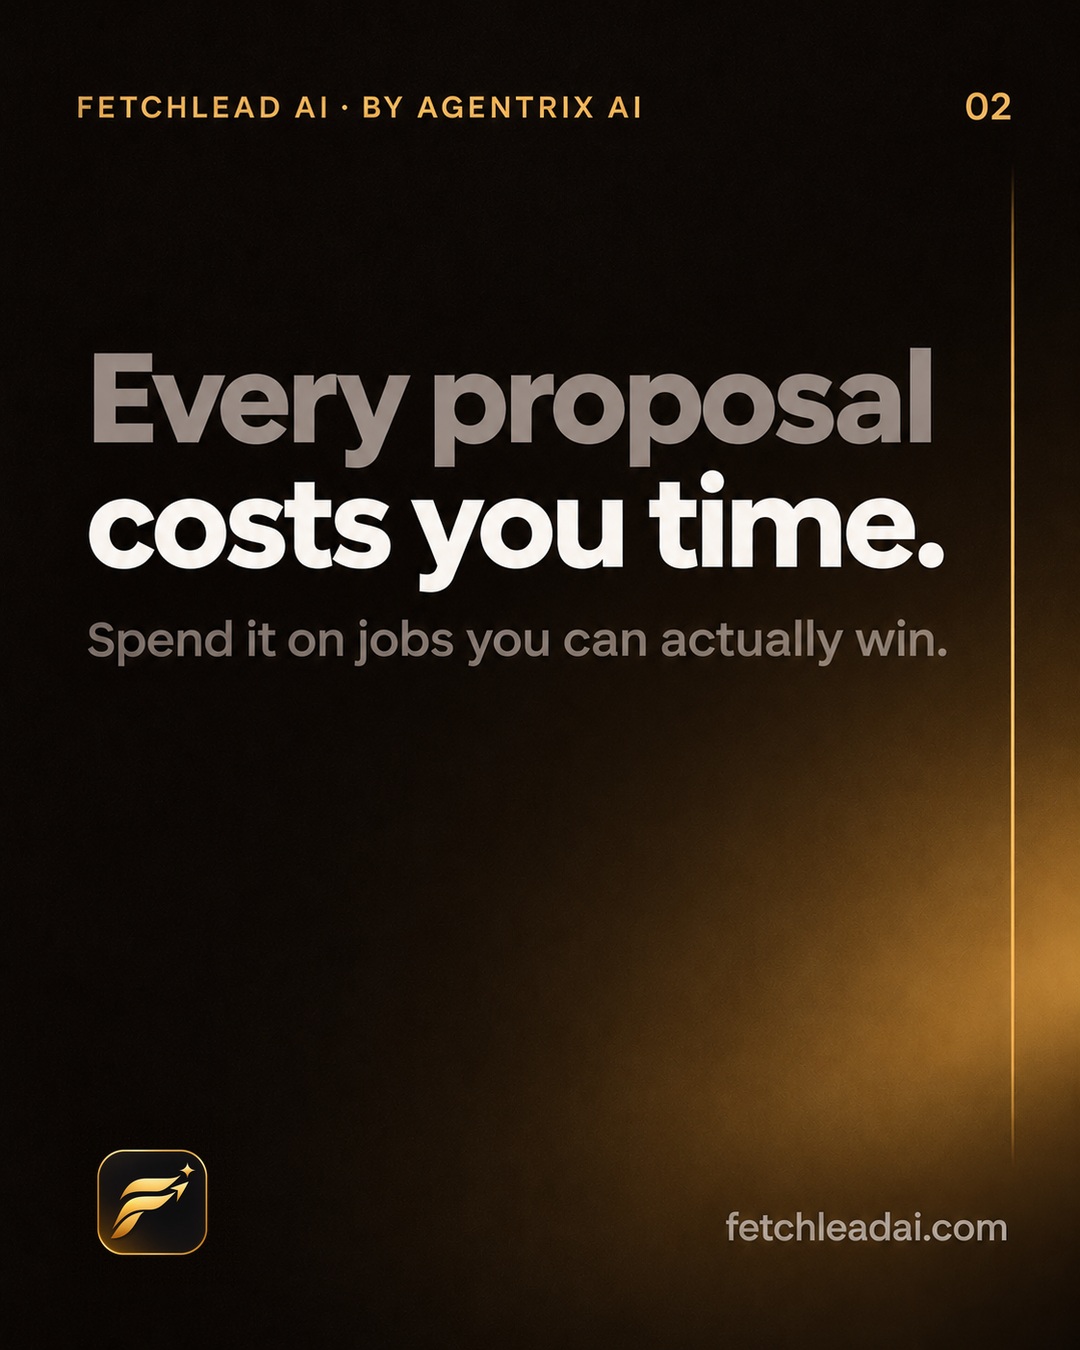 FETCHLEAD AI · BY AGENTRIX AI
02
Every proposal
costs you time.
Spend it on jobs you can actually win.
fetchleadai.com